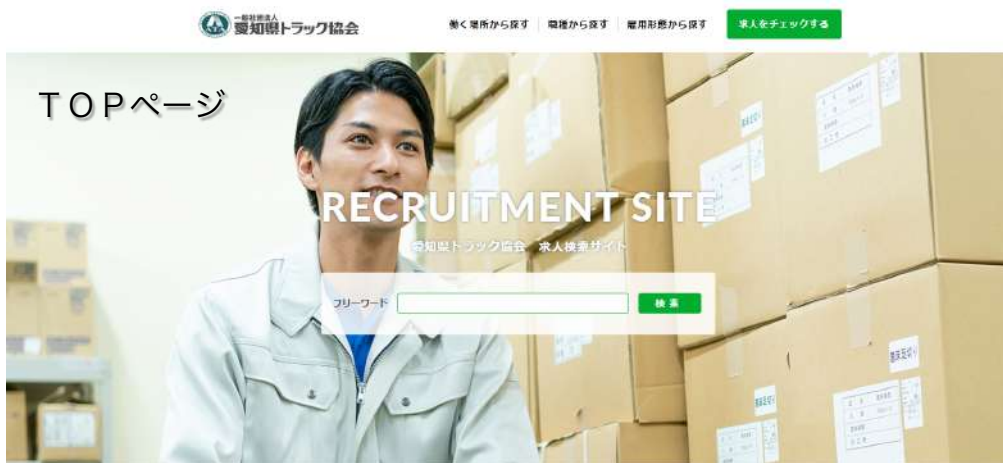 一般社団法人
愛知県トラック協会
働く場所から探す
職種から探す
雇用形態から探す
求人をチェックする
TOPページ
RECRUITMENT SITE
愛知県トラック協会 求人検索サイト
フリーワード
検索